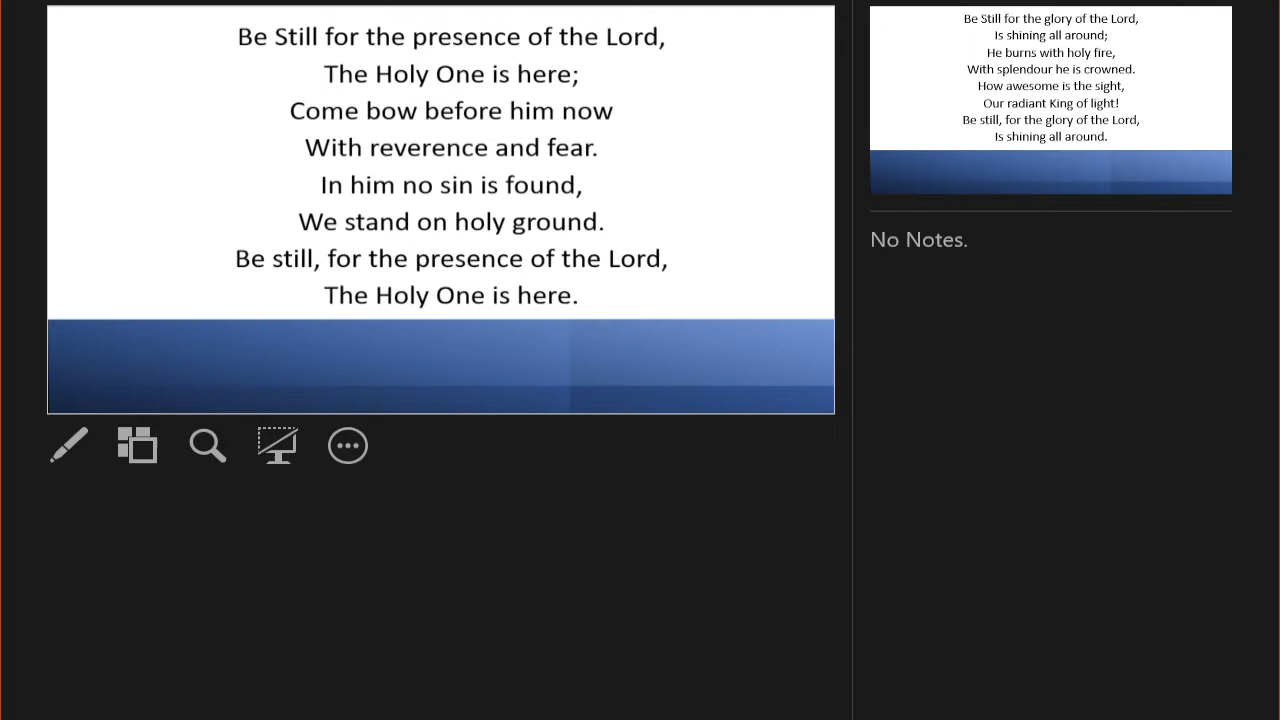 Be Still for the presence of the Lord,
The Holy One is here;
Come bow before him now
With reverence and fear.
In him no sin is found,
We stand on holy ground.
Be still, for the presence of the Lord,
The Holy One is here.
Be Still for the glory of the Lord,
Is shining all around;
He burns with holy fire,
With splendour he is crowned.
How awesome is the sight,
Our radiant King of light!
Be still, for the glory of the Lord,
Is shining all around.
No Notes.